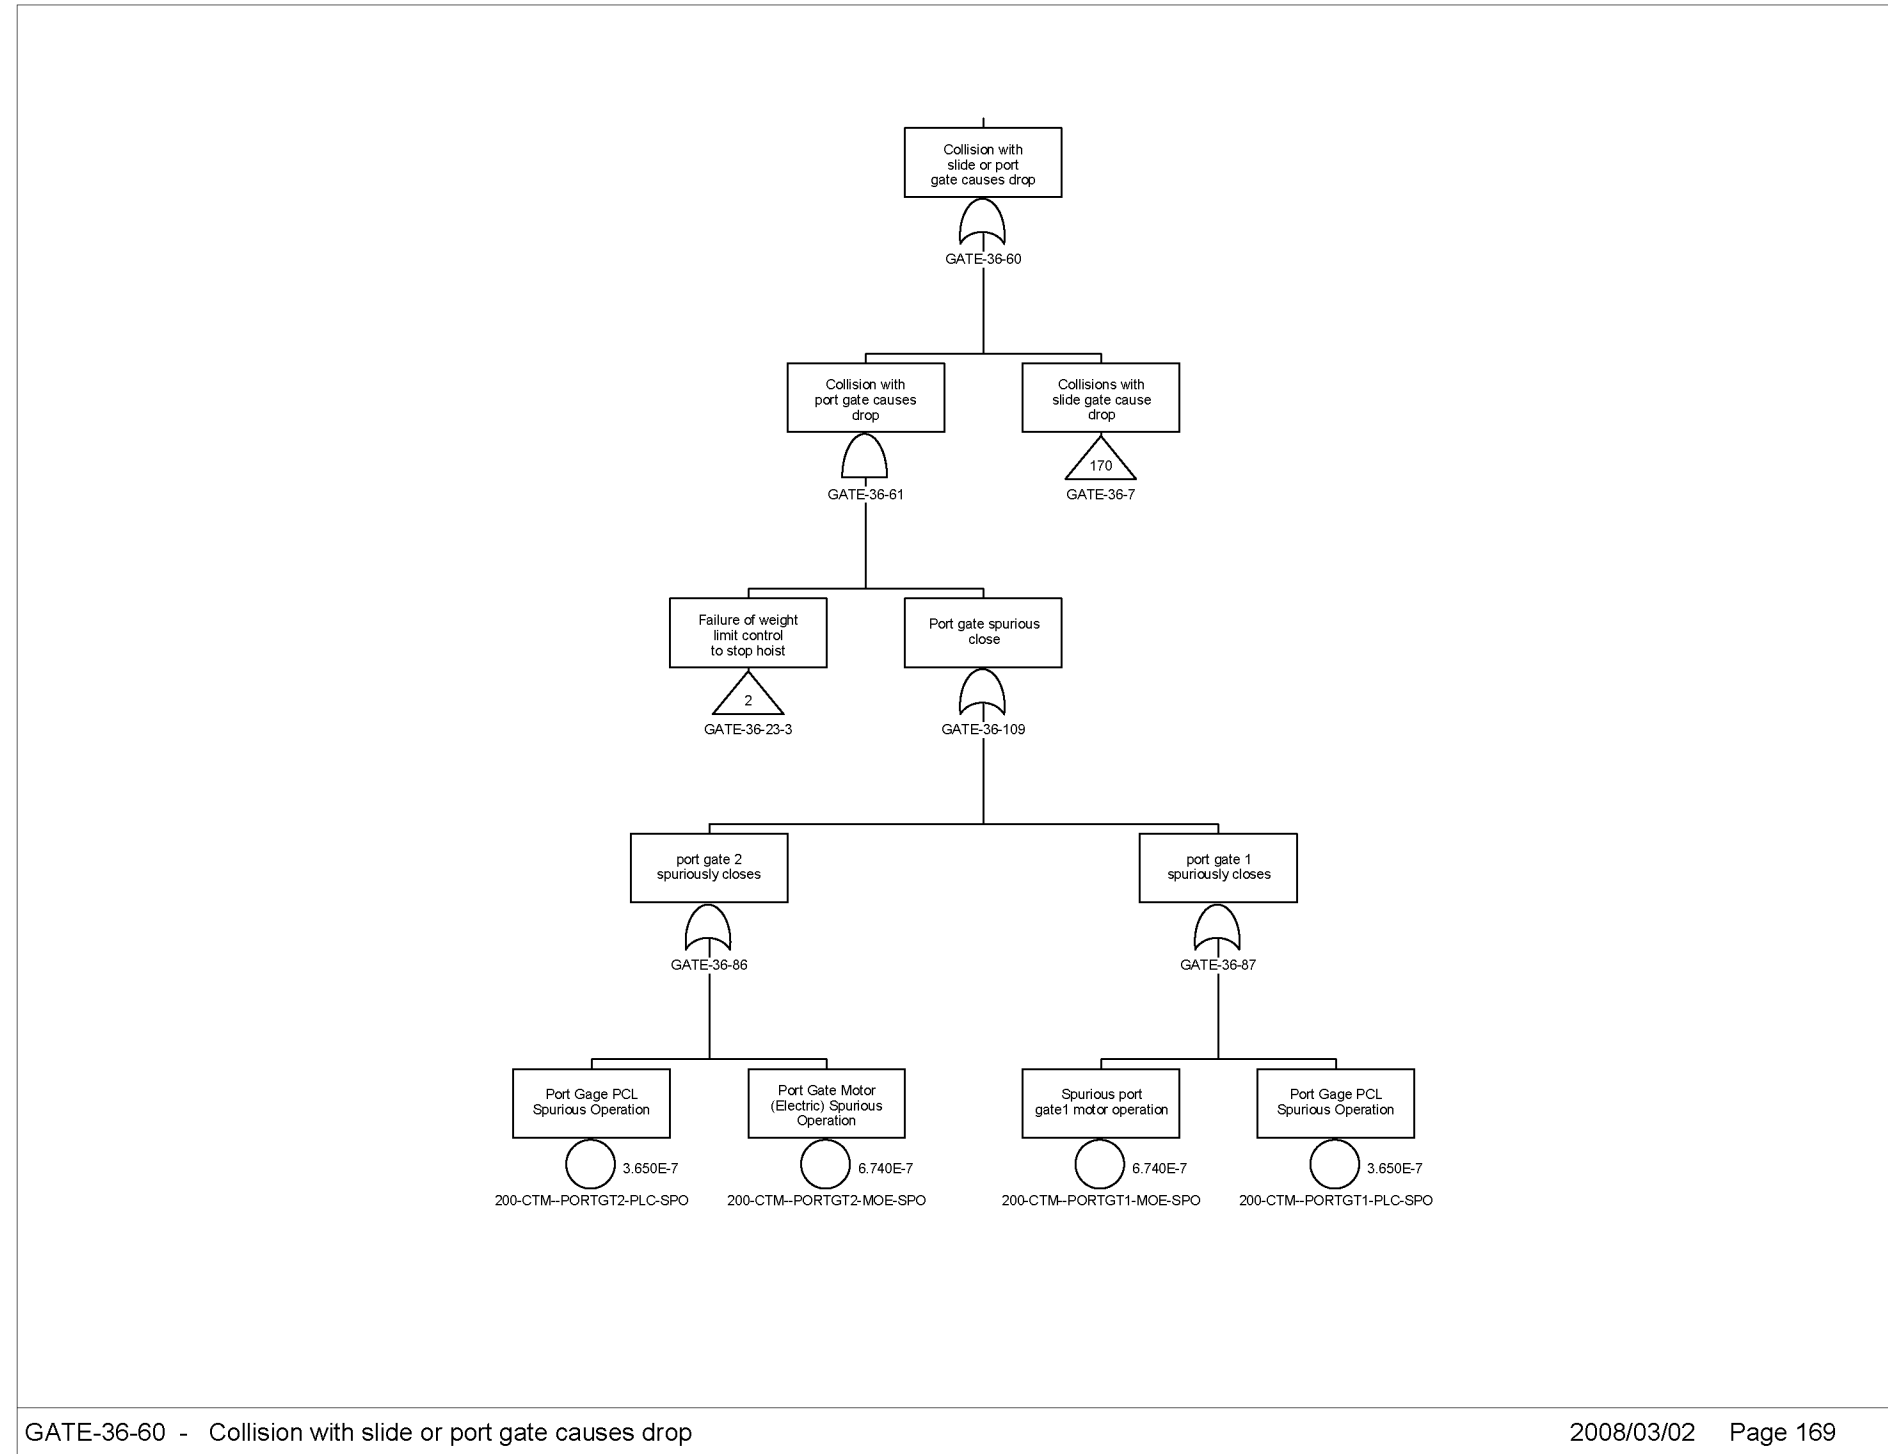 Collision with
slide or port
gate causes drop
GATE-36-60
Collision with
port gate causes
drop
GATE-36-61
Collisions with
slide gate cause
drop
170
GATE-36-7
Failure of weight
limit control
to stop hoist
2
GATE-36-23-3
Port gate spurious
close
GATE-36-109
port gate 2
spuriously closes
GATE-36-86
port gate 1
spuriously closes
GATE-36-87
Port Gage PCL
Spurious Operation
3.650E-7
200-CTM--PORTGT2-PLC-SPO
Port Gate Motor
(Electric) Spurious
Operation
6.740E-7
200-CTM--PORTGT2-MOE-SPO
Spurious port
gate1 motor operation
6.740E-7
200-CTM--PORTGT1-MOE-SPO
Port Gage PCL
Spurious Operation
3.650E-7
200-CTM--PORTGT1-PLC-SPO
GATE-36-60 - Collision with slide or port gate causes drop
2008/03/02 Page 169